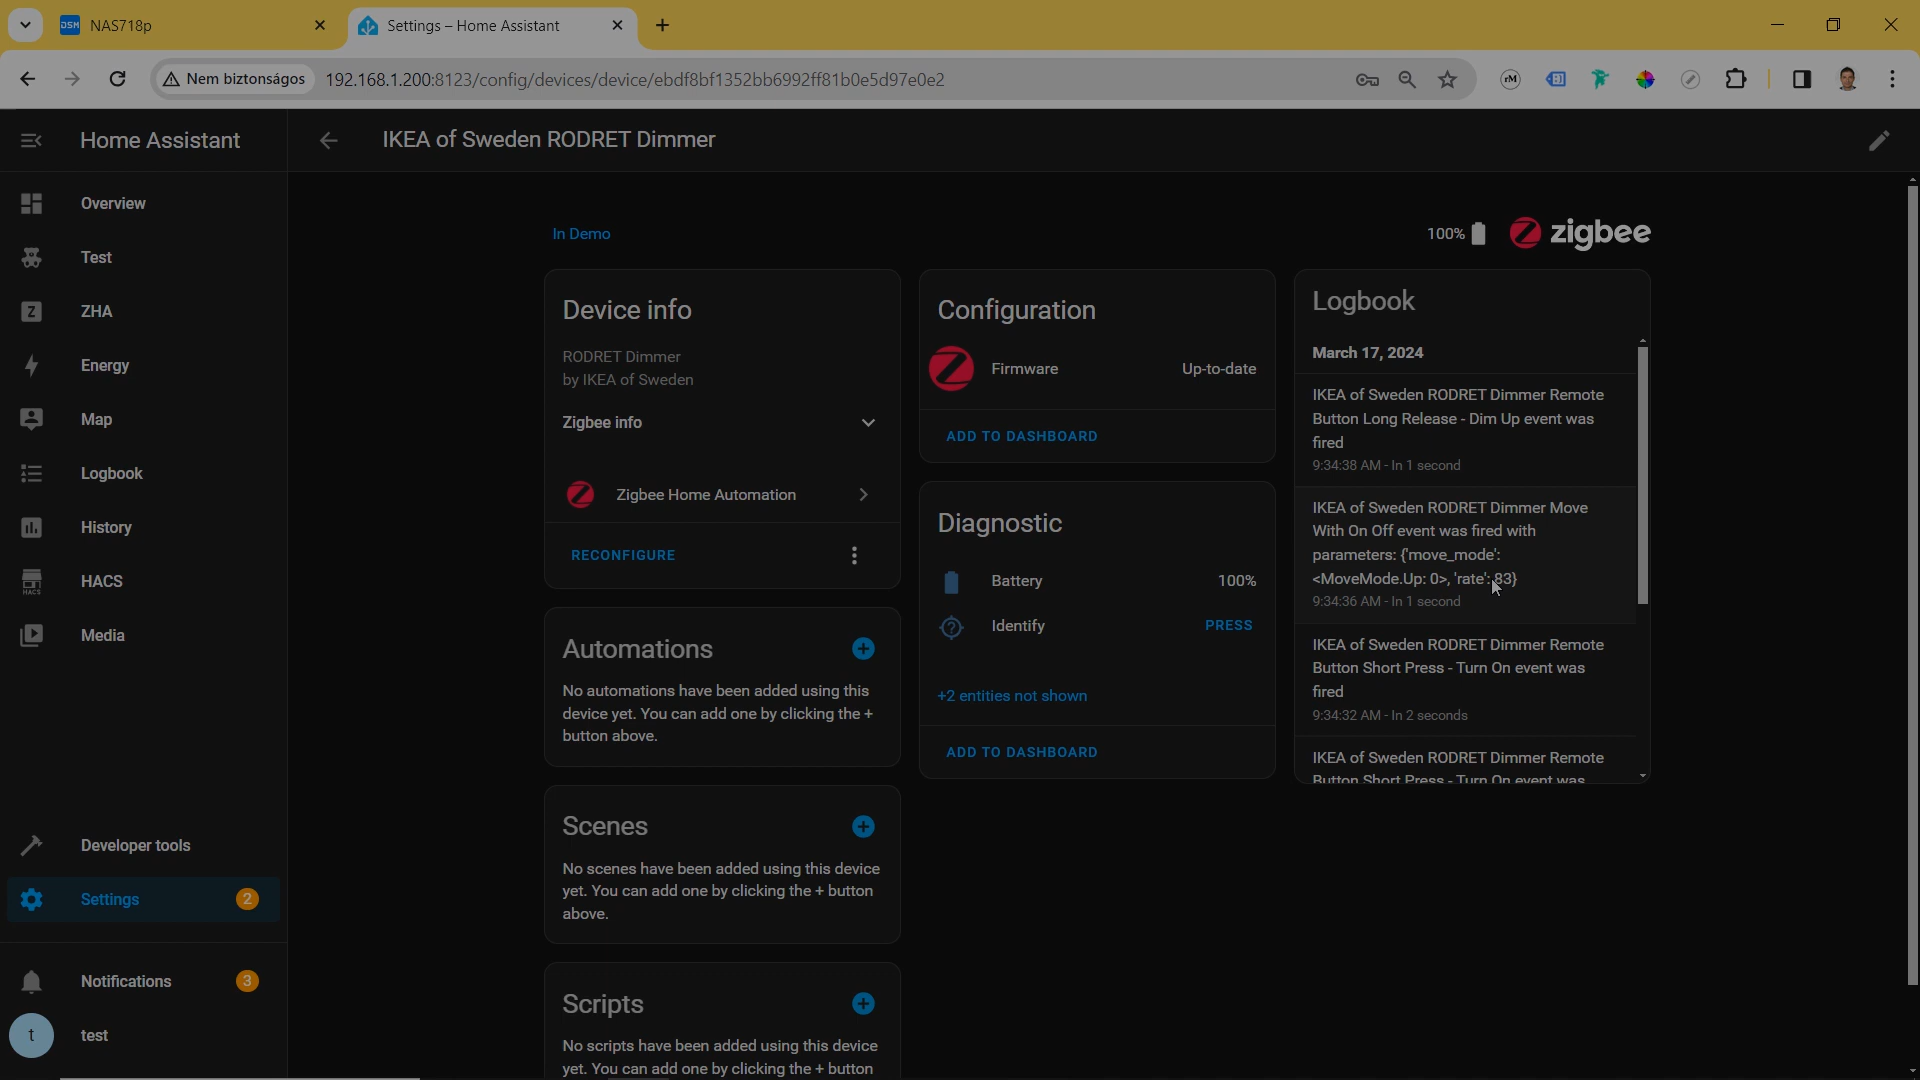 NAS718p
Settings – Home Assistant
Nem biztonságos
192.168.1.200:8123/config/devices/device/ebdf8bf1352bb6992ff81b0e5d97e0e2
Home Assistant
IKEA of Sweden RODRET Dimmer
Overview
Test
ZHA
Energy
Map
Logbook
History
HACS
Media
Developer tools
Settings
2
Notifications
3
t
test
In Demo
100%
zigbee
Device info
RODRET Dimmer
by IKEA of Sweden
Zigbee info
Zigbee Home Automation
RECONFIGURE
Automations
No automations have been added using this
device yet. You can add one by clicking the +
button above.
Scenes
No scenes have been added using this device
yet. You can add one by clicking the + button
above.
Scripts
No scripts have been added using this device
yet. You can add one by clicking the + button
Configuration
Firmware
Up-to-date
ADD TO DASHBOARD
Diagnostic
Battery
100%
Identify
PRESS
+2 entities not shown
ADD TO DASHBOARD
Logbook
March 17, 2024
IKEA of Sweden RODRET Dimmer Remote
Button Long Release - Dim Up event was
fired
9:34:38 AM - In 1 second
IKEA of Sweden RODRET Dimmer Move
With On Off event was fired with
parameters: {'move_mode':
<MoveMode.Up: 0>, 'rate': 83}
9:34:36 AM - In 1 second
IKEA of Sweden RODRET Dimmer Remote
Button Short Press - Turn On event was
fired
9:34:32 AM - In 2 seconds
IKEA of Sweden RODRET Dimmer Remote
Button Short Press - Turn On event was